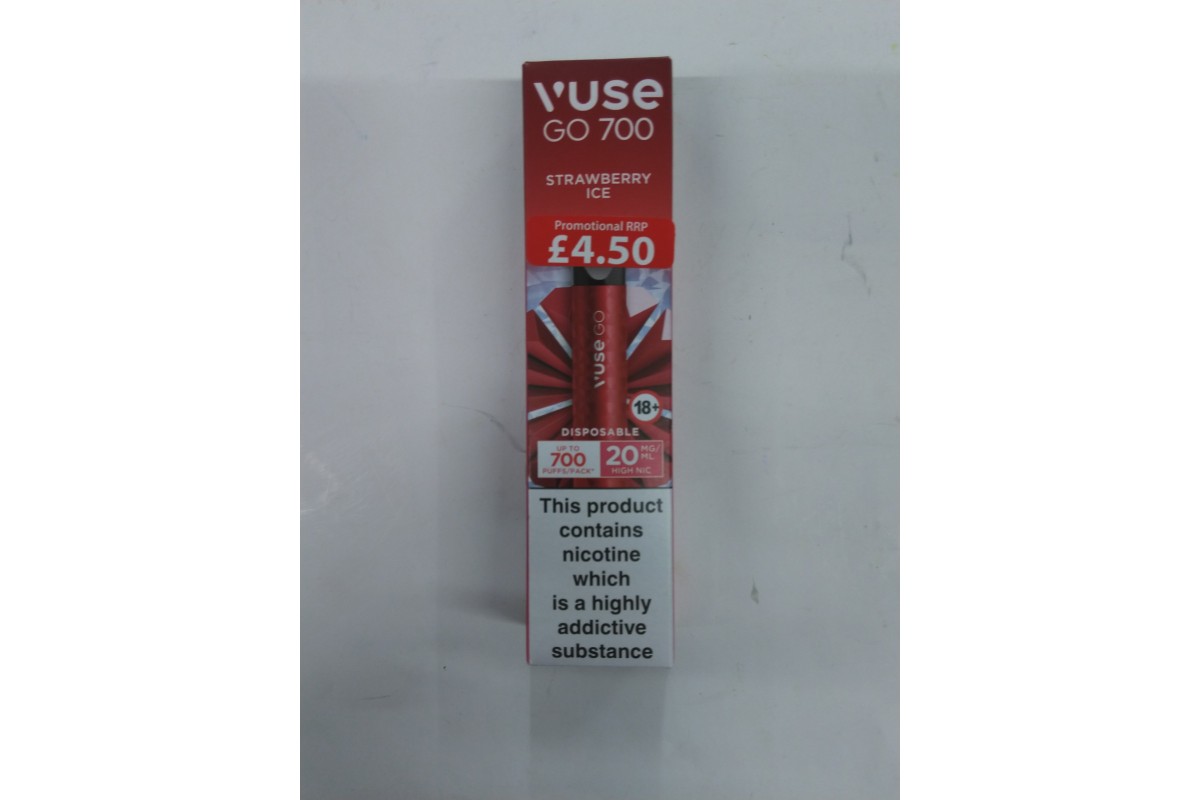 vuse
GO 700
STRAWBERRY
ICE
Promotional RRP
£4.50
vuse GO
18+
DISPOSABLE
UP TO
700
PUFFS/PACK*
20 MG/ML
HIGH NIC
This product
contains
nicotine
which
is a highly
addictive
substance